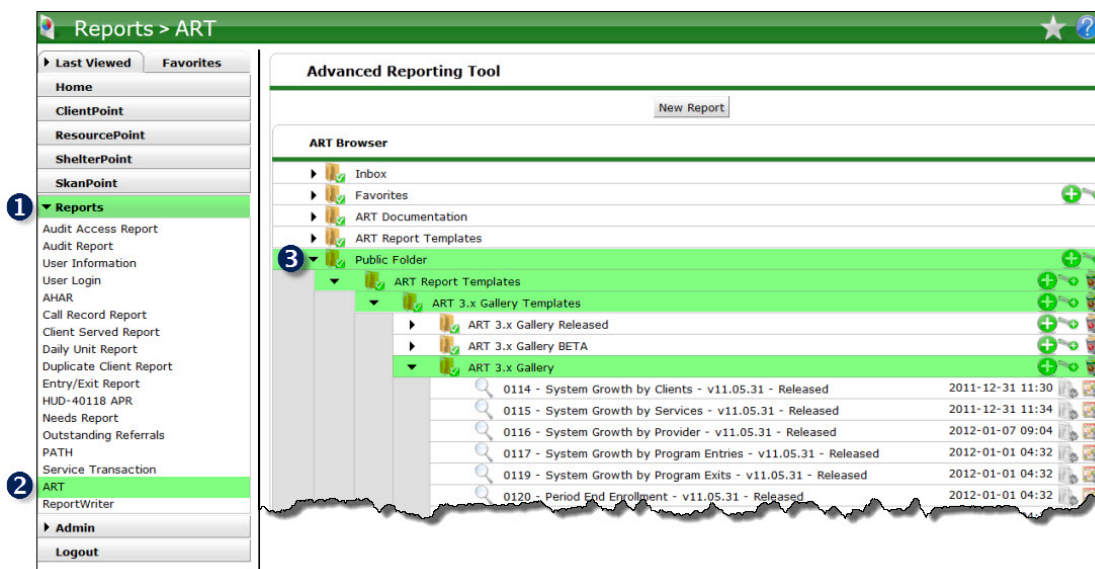 Reports > ART
?
Last Viewed Favorites
Home
ClientPoint
ResourcePoint
ShelterPoint
SkanPoint
1 Reports
Audit Access Report
Audit Report
User Information
User Login
AHAR
Call Record Report
Client Served Report
Daily Unit Report
Duplicate Client Report
Entry/Exit Report
HUD-40118 APR
Needs Report
Outstanding Referrals
PATH
Service Transaction
2 ART
ReportWriter
Admin
Logout
Advanced Reporting Tool
New Report
ART Browser
Inbox
Favorites
ART Documentation
ART Report Templates
3 Public Folder
ART Report Templates
ART 3.x Gallery Templates
ART 3.x Gallery Released
ART 3.x Gallery BETA
ART 3.x Gallery
0114 - System Growth by Clients - v11.05.31 - Released 2011-12-31 11:30
0115 - System Growth by Services - v11.05.31 - Released 2011-12-31 11:34
0116 - System Growth by Provider - v11.05.31 - Released 2012-01-07 09:04
0117 - System Growth by Program Entries - v11.05.31 - Released 2012-01-01 04:32
0119 - System Growth by Program Exits - v11.05.31 - Released 2012-01-01 04:32
0120 - Period End Enrollment - v11.05.31 - Released 2012-01-01 04:32